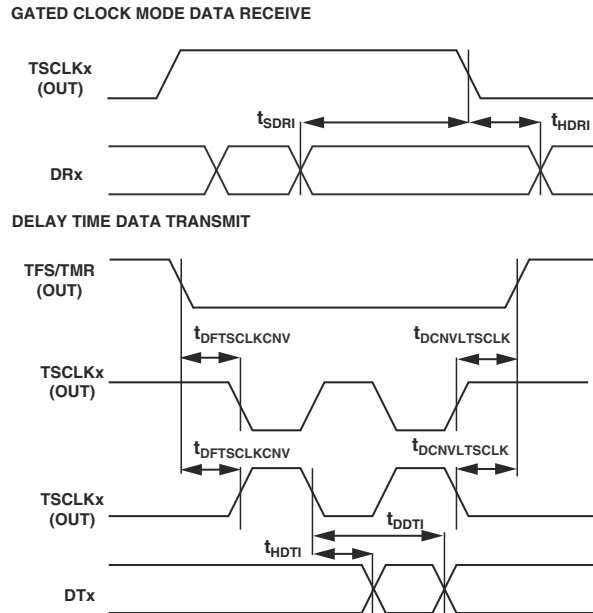 GATED CLOCK MODE DATA RECEIVE
TSCLKx
(OUT)
tSDRI
tHDRI
DRx
DELAY TIME DATA TRANSMIT
TFS/TMR
(OUT)
tDFTSCLKCNV
tDCNVLTSCLK
TSCLKx
(OUT)
tDFTSCLKCNV
tDCNVLTSCLK
TSCLKx
(OUT)
tDDTI
tHDTI
DTx